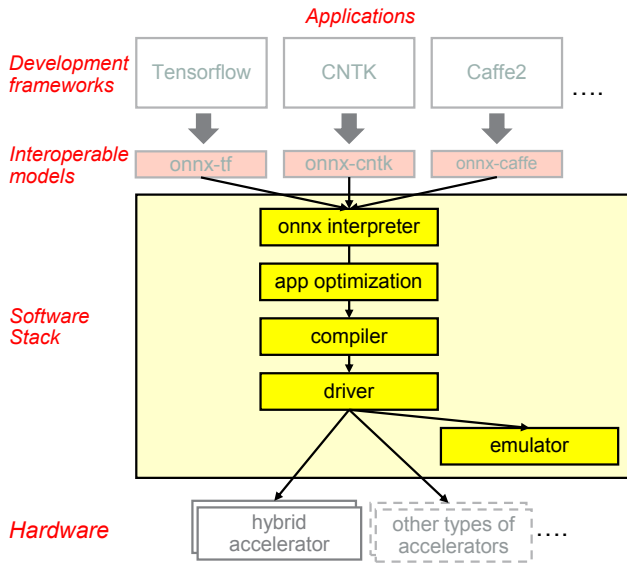 Applications
Development
frameworks
Tensorflow
CNTK
Caffe2
....
Interoperable
models
onnx-tf
onnx-cntk
onnx-caffe
onnx interpreter
app optimization
Software
Stack
compiler
driver
emulator
Hardware
hybrid
accelerator
other types of
accelerators
....